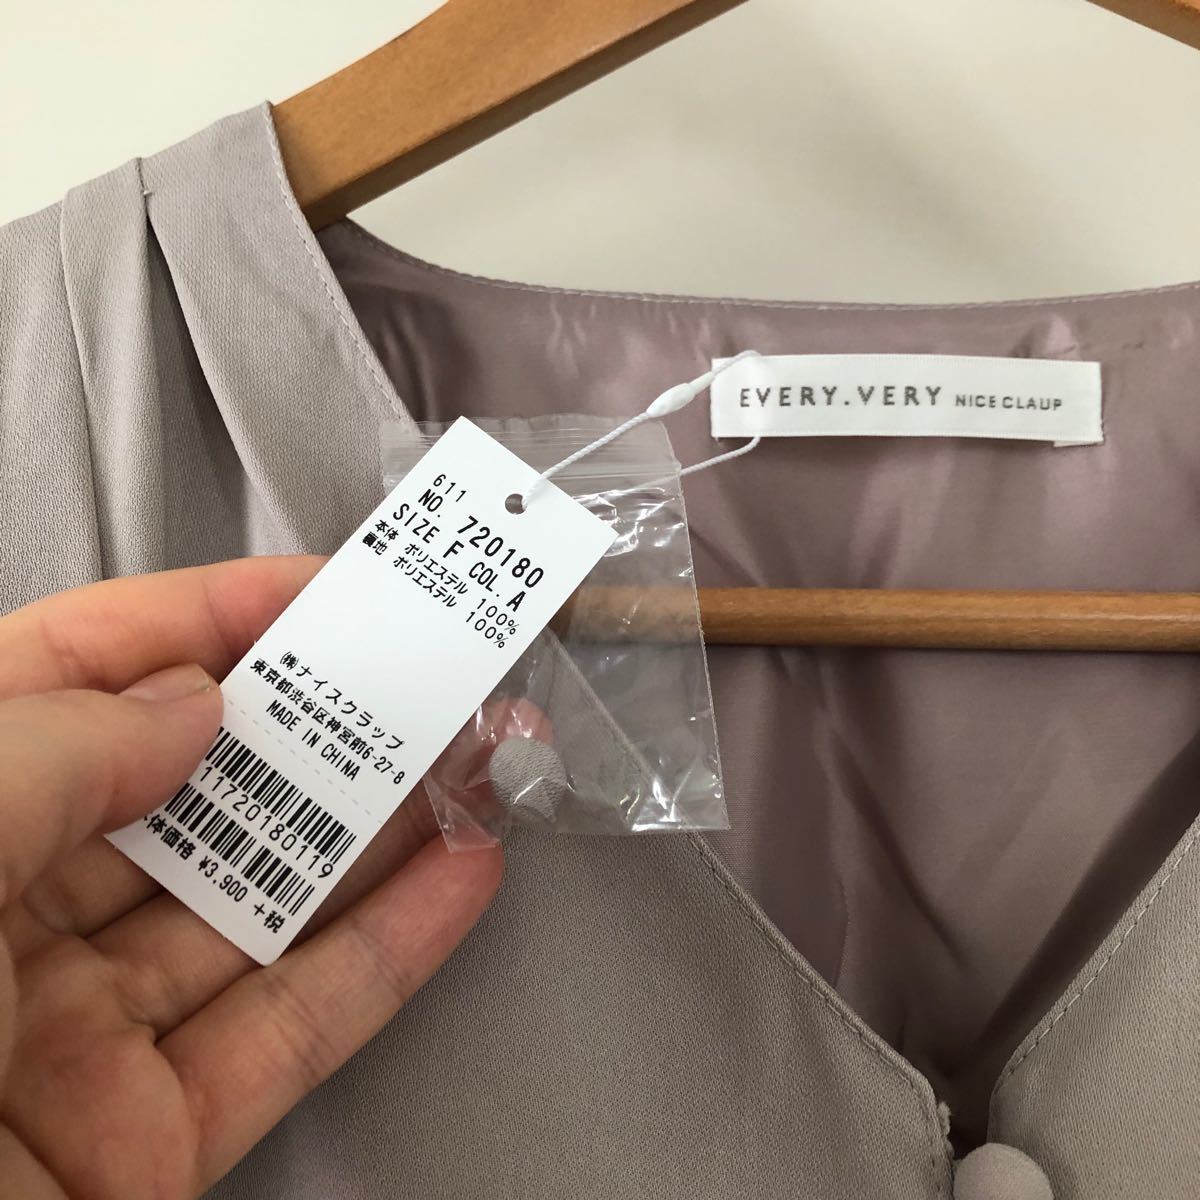 EVERY.VERY NICE CLAUP
611
NO. 720180
SIZE F COL. A
本体 ポリエステル 100%
裏地 ポリエステル 100%
㈱ナイスクラップ
東京都渋谷区神宮前6-27-8
MADE IN CHINA
11720180119
体価格 ¥3,900 +税